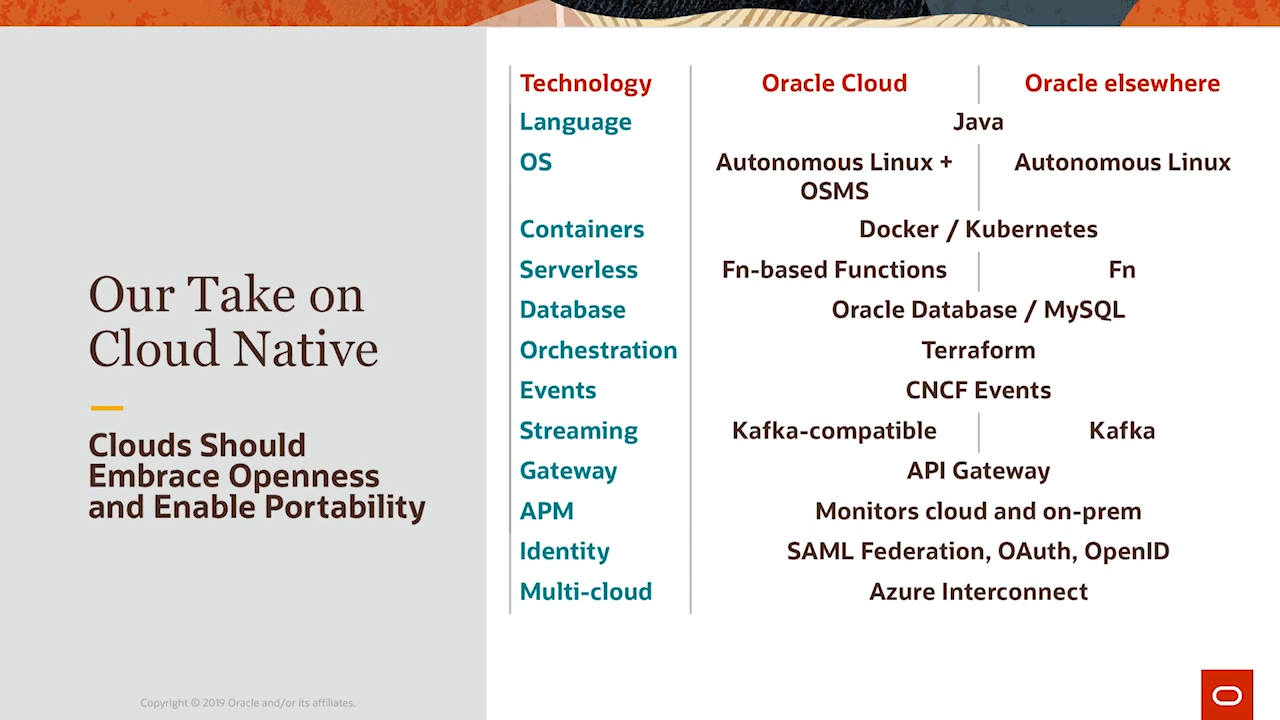 Our Take on
Cloud Native
Clouds Should
Embrace Openness
and Enable Portability
Technology Oracle Cloud Oracle elsewhere
Language Java
OS Autonomous Linux + Autonomous Linux
OSMS
Containers Docker / Kubernetes
Serverless Fn-based Functions Fn
Database Oracle Database / MySQL
Orchestration Terraform
Events CNCF Events
Streaming Kafka-compatible Kafka
Gateway API Gateway
APM Monitors cloud and on-prem
Identity SAML Federation, OAuth, OpenID
Multi-cloud Azure Interconnect
Copyright © 2019 Oracle and/or its affiliates.